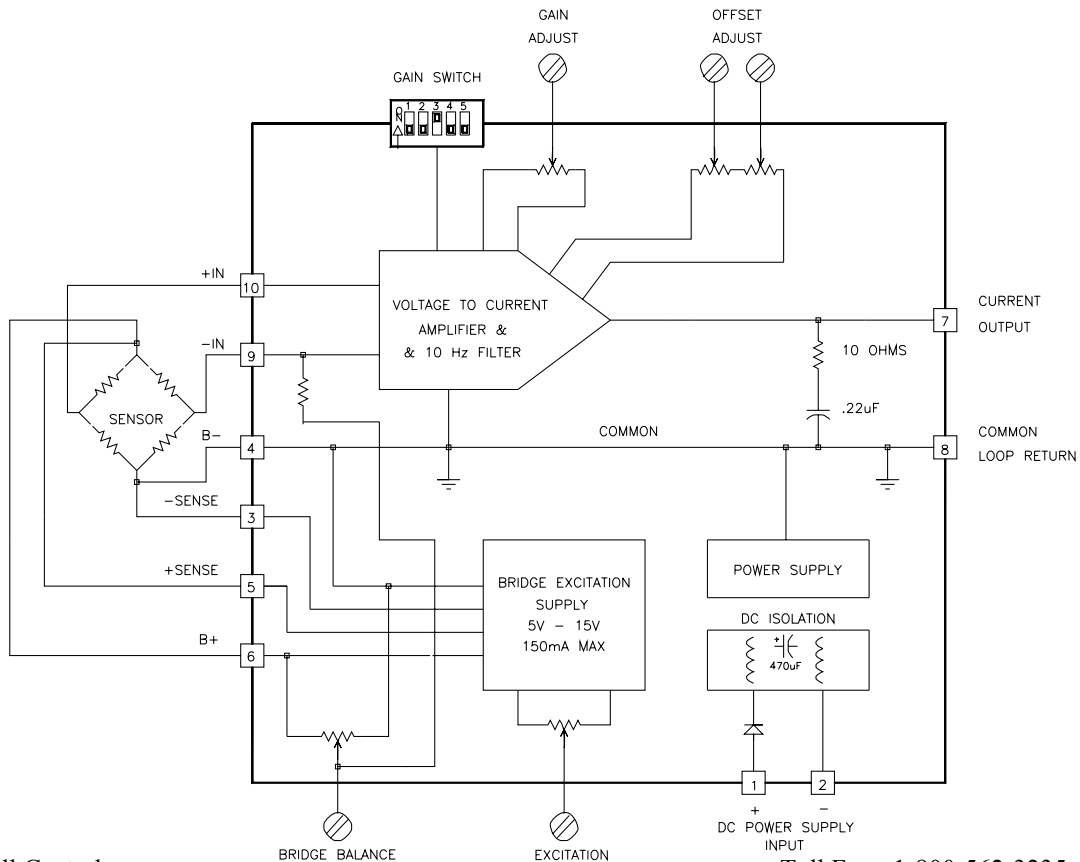 GAIN
ADJUST
OFFSET
ADJUST
GAIN SWITCH
ON
1 2 3 4 5
+IN
10
VOLTAGE TO CURRENT
AMPLIFIER &
& 10 Hz FILTER
-IN
9
7
CURRENT
OUTPUT
10 OHMS
.22uF
SENSOR
B-
4
COMMON
8
COMMON
LOOP RETURN
-SENSE
3
+SENSE
5
B+
6
BRIDGE EXCITATION
SUPPLY
5V - 15V
150mA MAX
POWER SUPPLY
DC ISOLATION
+
470uF
1
2
+
-
DC POWER SUPPLY
INPUT
BRIDGE BALANCE
EXCITATION